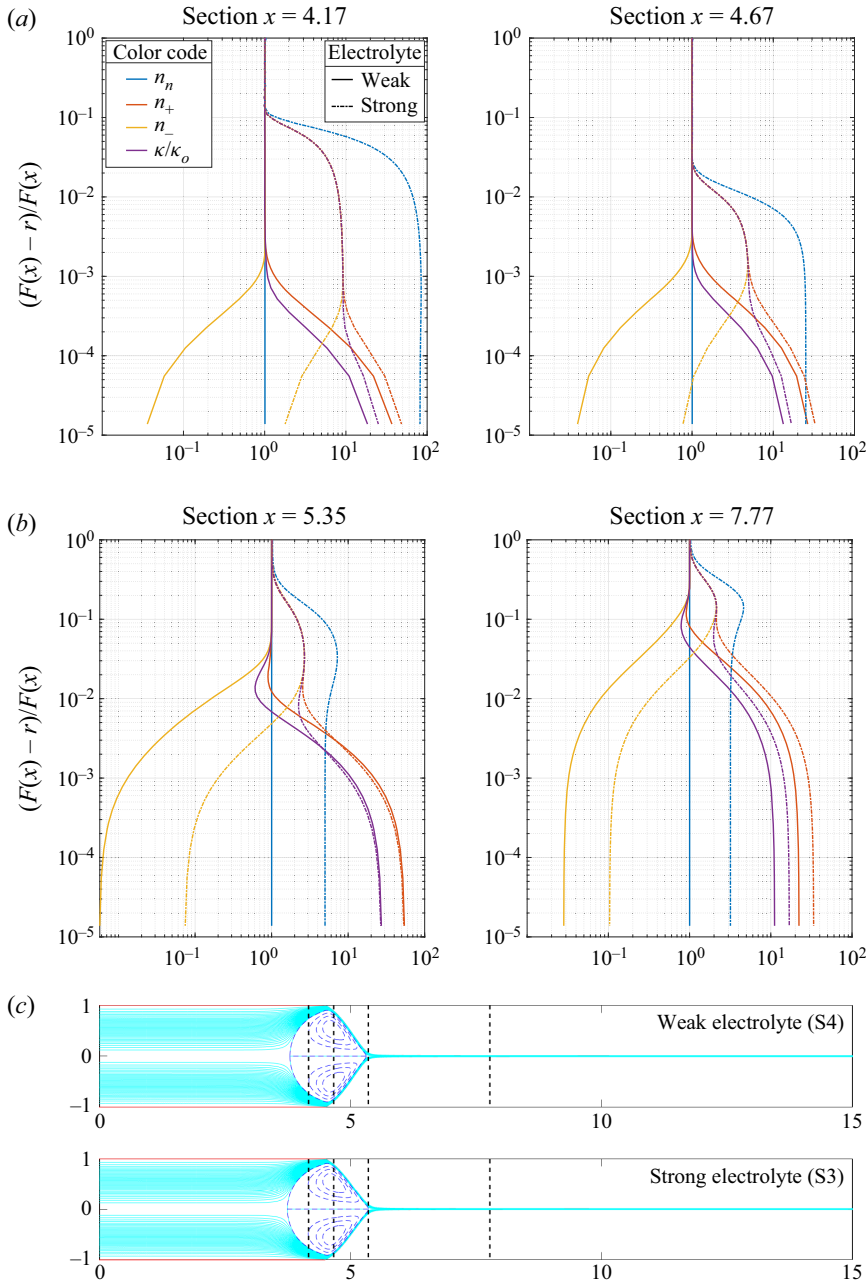 (a)
Section x = 4.17
Section x = 4.67
Color code
n_n
n_+
n_–
κ/κ_o
Electrolyte
Weak
Strong
(F(x) – r)/F(x)
10^0
10^–1
10^–2
10^–3
10^–4
10^–5
10^–1
10^0
10^1
10^2
10^0
10^–1
10^–2
10^–3
10^–4
10^–5
10^–1
10^0
10^1
10^2
(b)
Section x = 5.35
Section x = 7.77
(F(x) – r)/F(x)
10^0
10^–1
10^–2
10^–3
10^–4
10^–5
10^–1
10^0
10^1
10^2
10^0
10^–1
10^–2
10^–3
10^–4
10^–5
10^–1
10^0
10^1
10^2
(c)
1
0
–1
Weak electrolyte (S4)
0
5
10
15
1
0
–1
Strong electrolyte (S3)
0
5
10
15